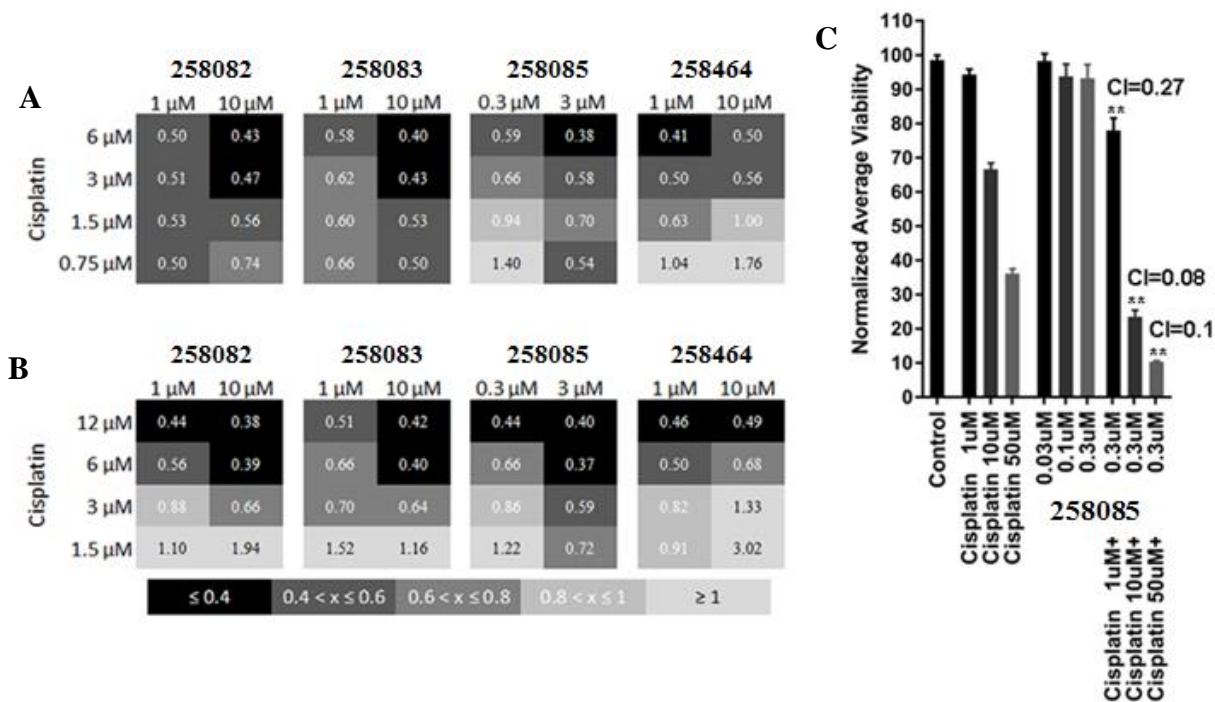 A
258082 258083 258085 258464
1 μM 10 μM 1 μM 10 μM 0.3 μM 3 μM 1 μM 10 μM
Cisplatin
6 μM 0.50 0.43 0.58 0.40 0.59 0.38 0.41 0.50
3 μM 0.51 0.47 0.62 0.43 0.66 0.58 0.50 0.56
1.5 μM 0.53 0.56 0.60 0.53 0.94 0.70 0.63 1.00
0.75 μM 0.50 0.74 0.66 0.50 1.40 0.54 1.04 1.76
B
258082 258083 258085 258464
1 μM 10 μM 1 μM 10 μM 0.3 μM 3 μM 1 μM 10 μM
Cisplatin
12 μM 0.44 0.38 0.51 0.42 0.44 0.40 0.46 0.49
6 μM 0.56 0.39 0.66 0.40 0.66 0.37 0.50 0.68
3 μM 0.88 0.66 0.70 0.64 0.86 0.59 0.82 1.33
1.5 μM 1.10 1.94 1.52 1.16 1.22 0.72 0.91 3.02
≤ 0.4 0.4 < x ≤ 0.6 0.6 < x ≤ 0.8 0.8 < x ≤ 1 ≥ 1
C
Normalized Average Viability
110
100
90
80
70
60
50
40
30
20
10
0
CI=0.27
**
CI=0.08
**
CI=0.1
**
Control
Cisplatin 1uM
Cisplatin 10uM
Cisplatin 50uM
0.03uM
0.1uM
0.3uM
0.3uM
0.3uM
0.3uM
258085
Cisplatin 1uM+
Cisplatin 10uM+
Cisplatin 50uM+